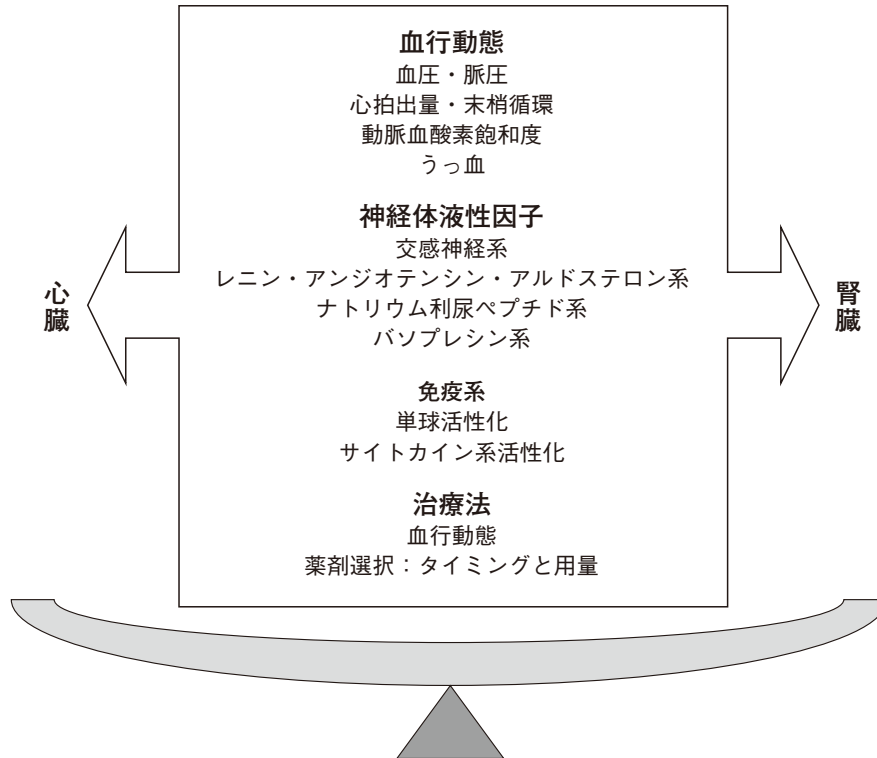 血行動態
血圧・脈圧
心拍出量・末梢循環
動脈血酸素飽和度
うっ血
神経体液性因子
交感神経系
レニン・アンジオテンシン・アルドステロン系
ナトリウム利尿ペプチド系
バソプレシン系
心臓
腎臓
免疫系
単球活性化
サイトカイン系活性化
治療法
血行動態
薬剤選択：タイミングと用量